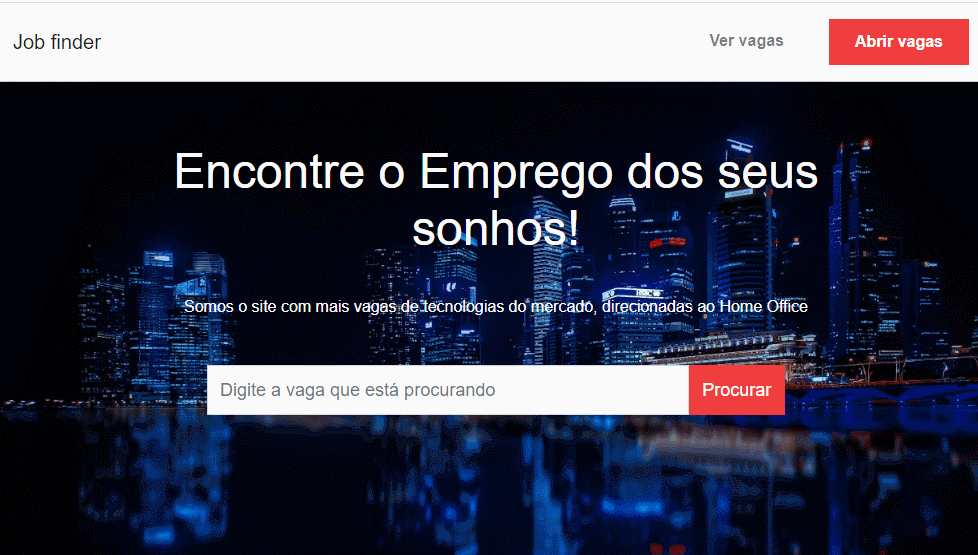 Job finder
Ver vagas
Abrir vagas
Encontre o Emprego dos seus
sonhos!
HSBC
Somos o site com mais vagas de tecnologias do mercado, direcionadas ao Home Office
Digite a vaga que está procurando
Procurar